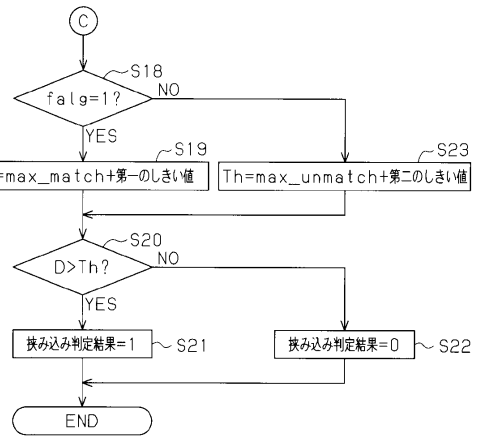 C
S18
falg=1?
NO
YES
S19
=max_match+第一のしきい値
S23
Th=max_unmatch+第二のしきい値
S20
D>Th?
NO
YES
挟み込み判定結果=1
S21
挟み込み判定結果=0
S22
END